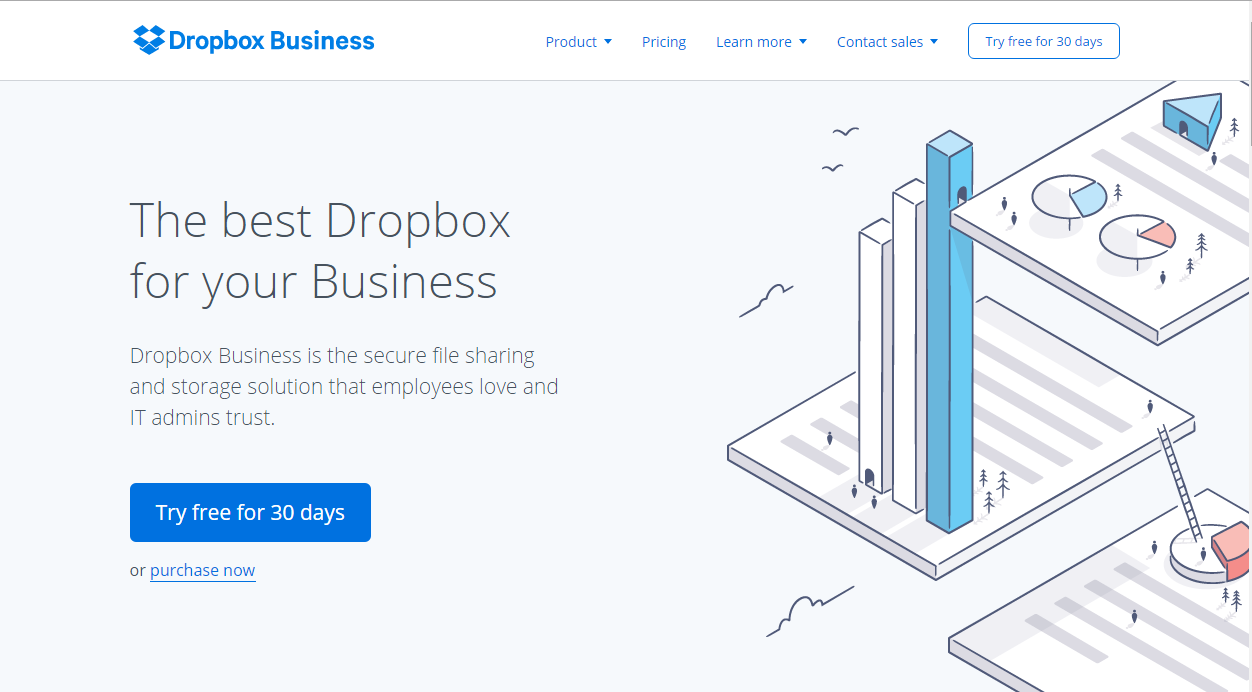 Dropbox Business
Product
Pricing
Learn more
Contact sales
Try free for 30 days
The best Dropbox
for your Business
Dropbox Business is the secure file sharing
and storage solution that employees love and
IT admins trust.
Try free for 30 days
or purchase now